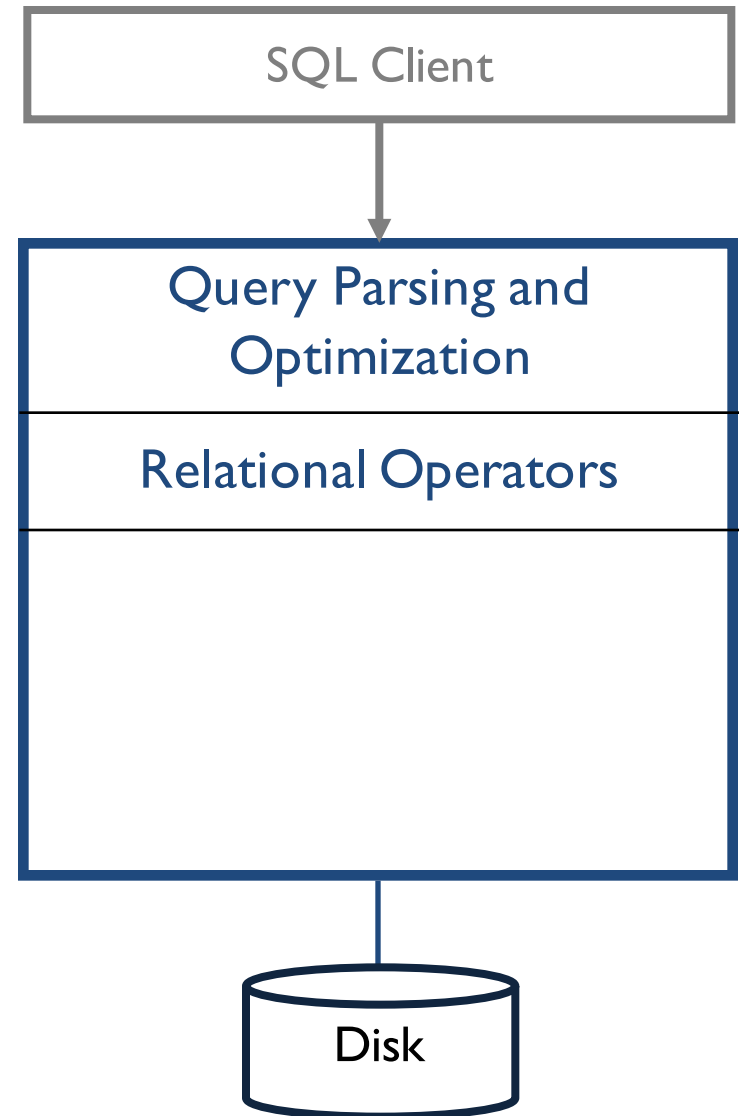 SQL Client
Query Parsing and
Optimization
Relational Operators
Disk